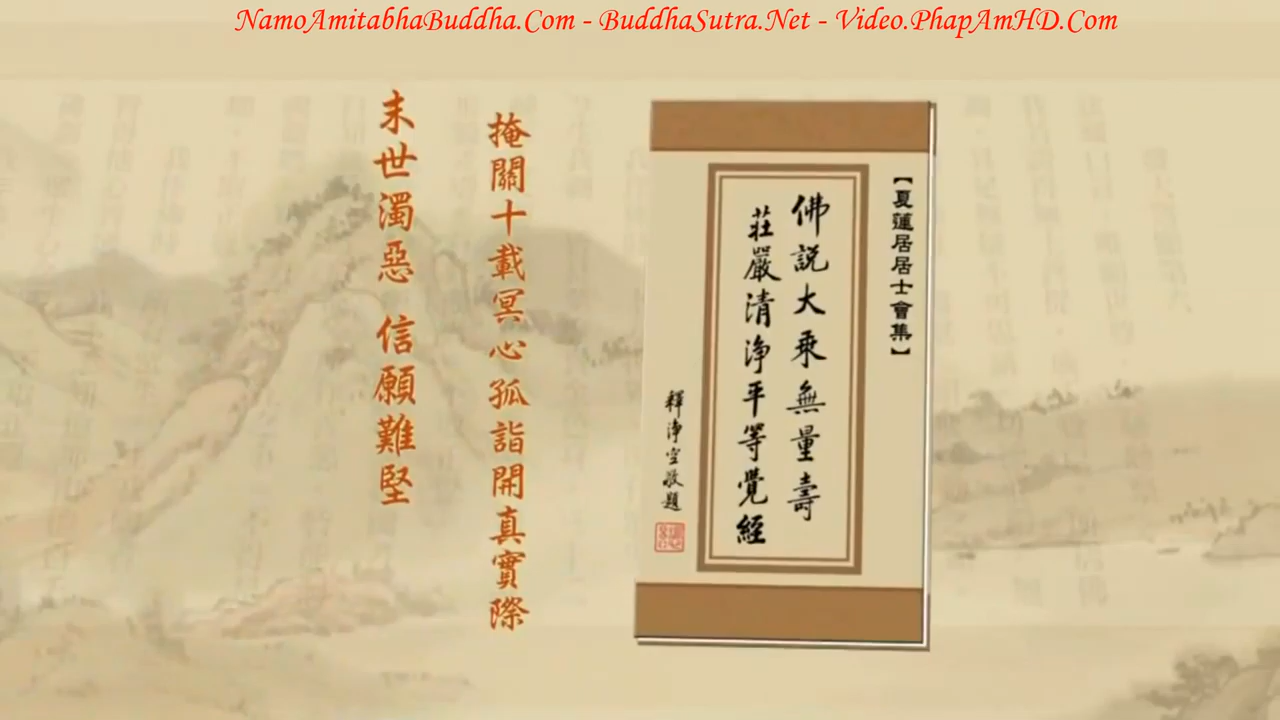 NamoAmitabhaBuddha.Com - BuddhaSutra.Net - Video.PhapAmHD.Com
【夏蓮居居士會集】
佛說大乘無量壽
莊嚴清淨平等覺經
釋淨空敬題
掩關十載冥心孤詣開真實際
末世濁惡 信願難堅